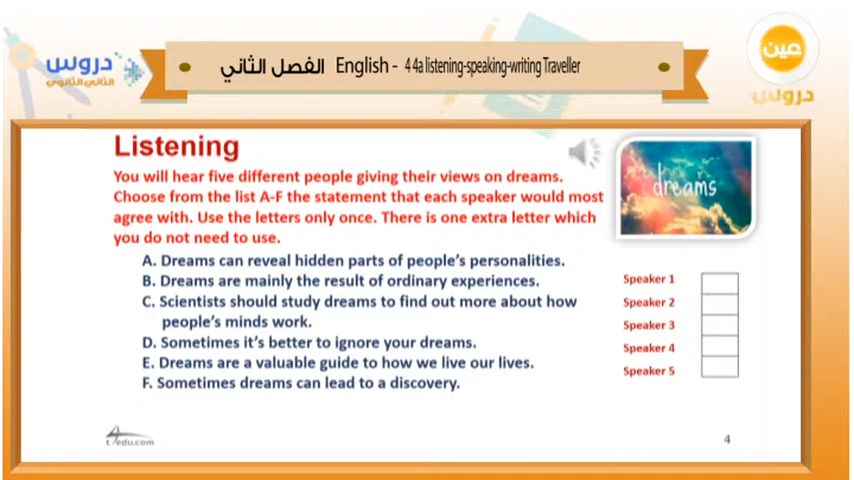 دروس
الثاني الثانوي
الفصل الثاني English - 4 4a listening-speaking-writing Traveller
عين
دروس
Listening
You will hear five different people giving their views on dreams.
Choose from the list A-F the statement that each speaker would most
agree with. Use the letters only once. There is one extra letter which
you do not need to use.
dreams
A. Dreams can reveal hidden parts of people's personalities.
B. Dreams are mainly the result of ordinary experiences.
C. Scientists should study dreams to find out more about how
people's minds work.
D. Sometimes it's better to ignore your dreams.
E. Dreams are a valuable guide to how we live our lives.
F. Sometimes dreams can lead to a discovery.
Speaker 1
Speaker 2
Speaker 3
Speaker 4
Speaker 5
4